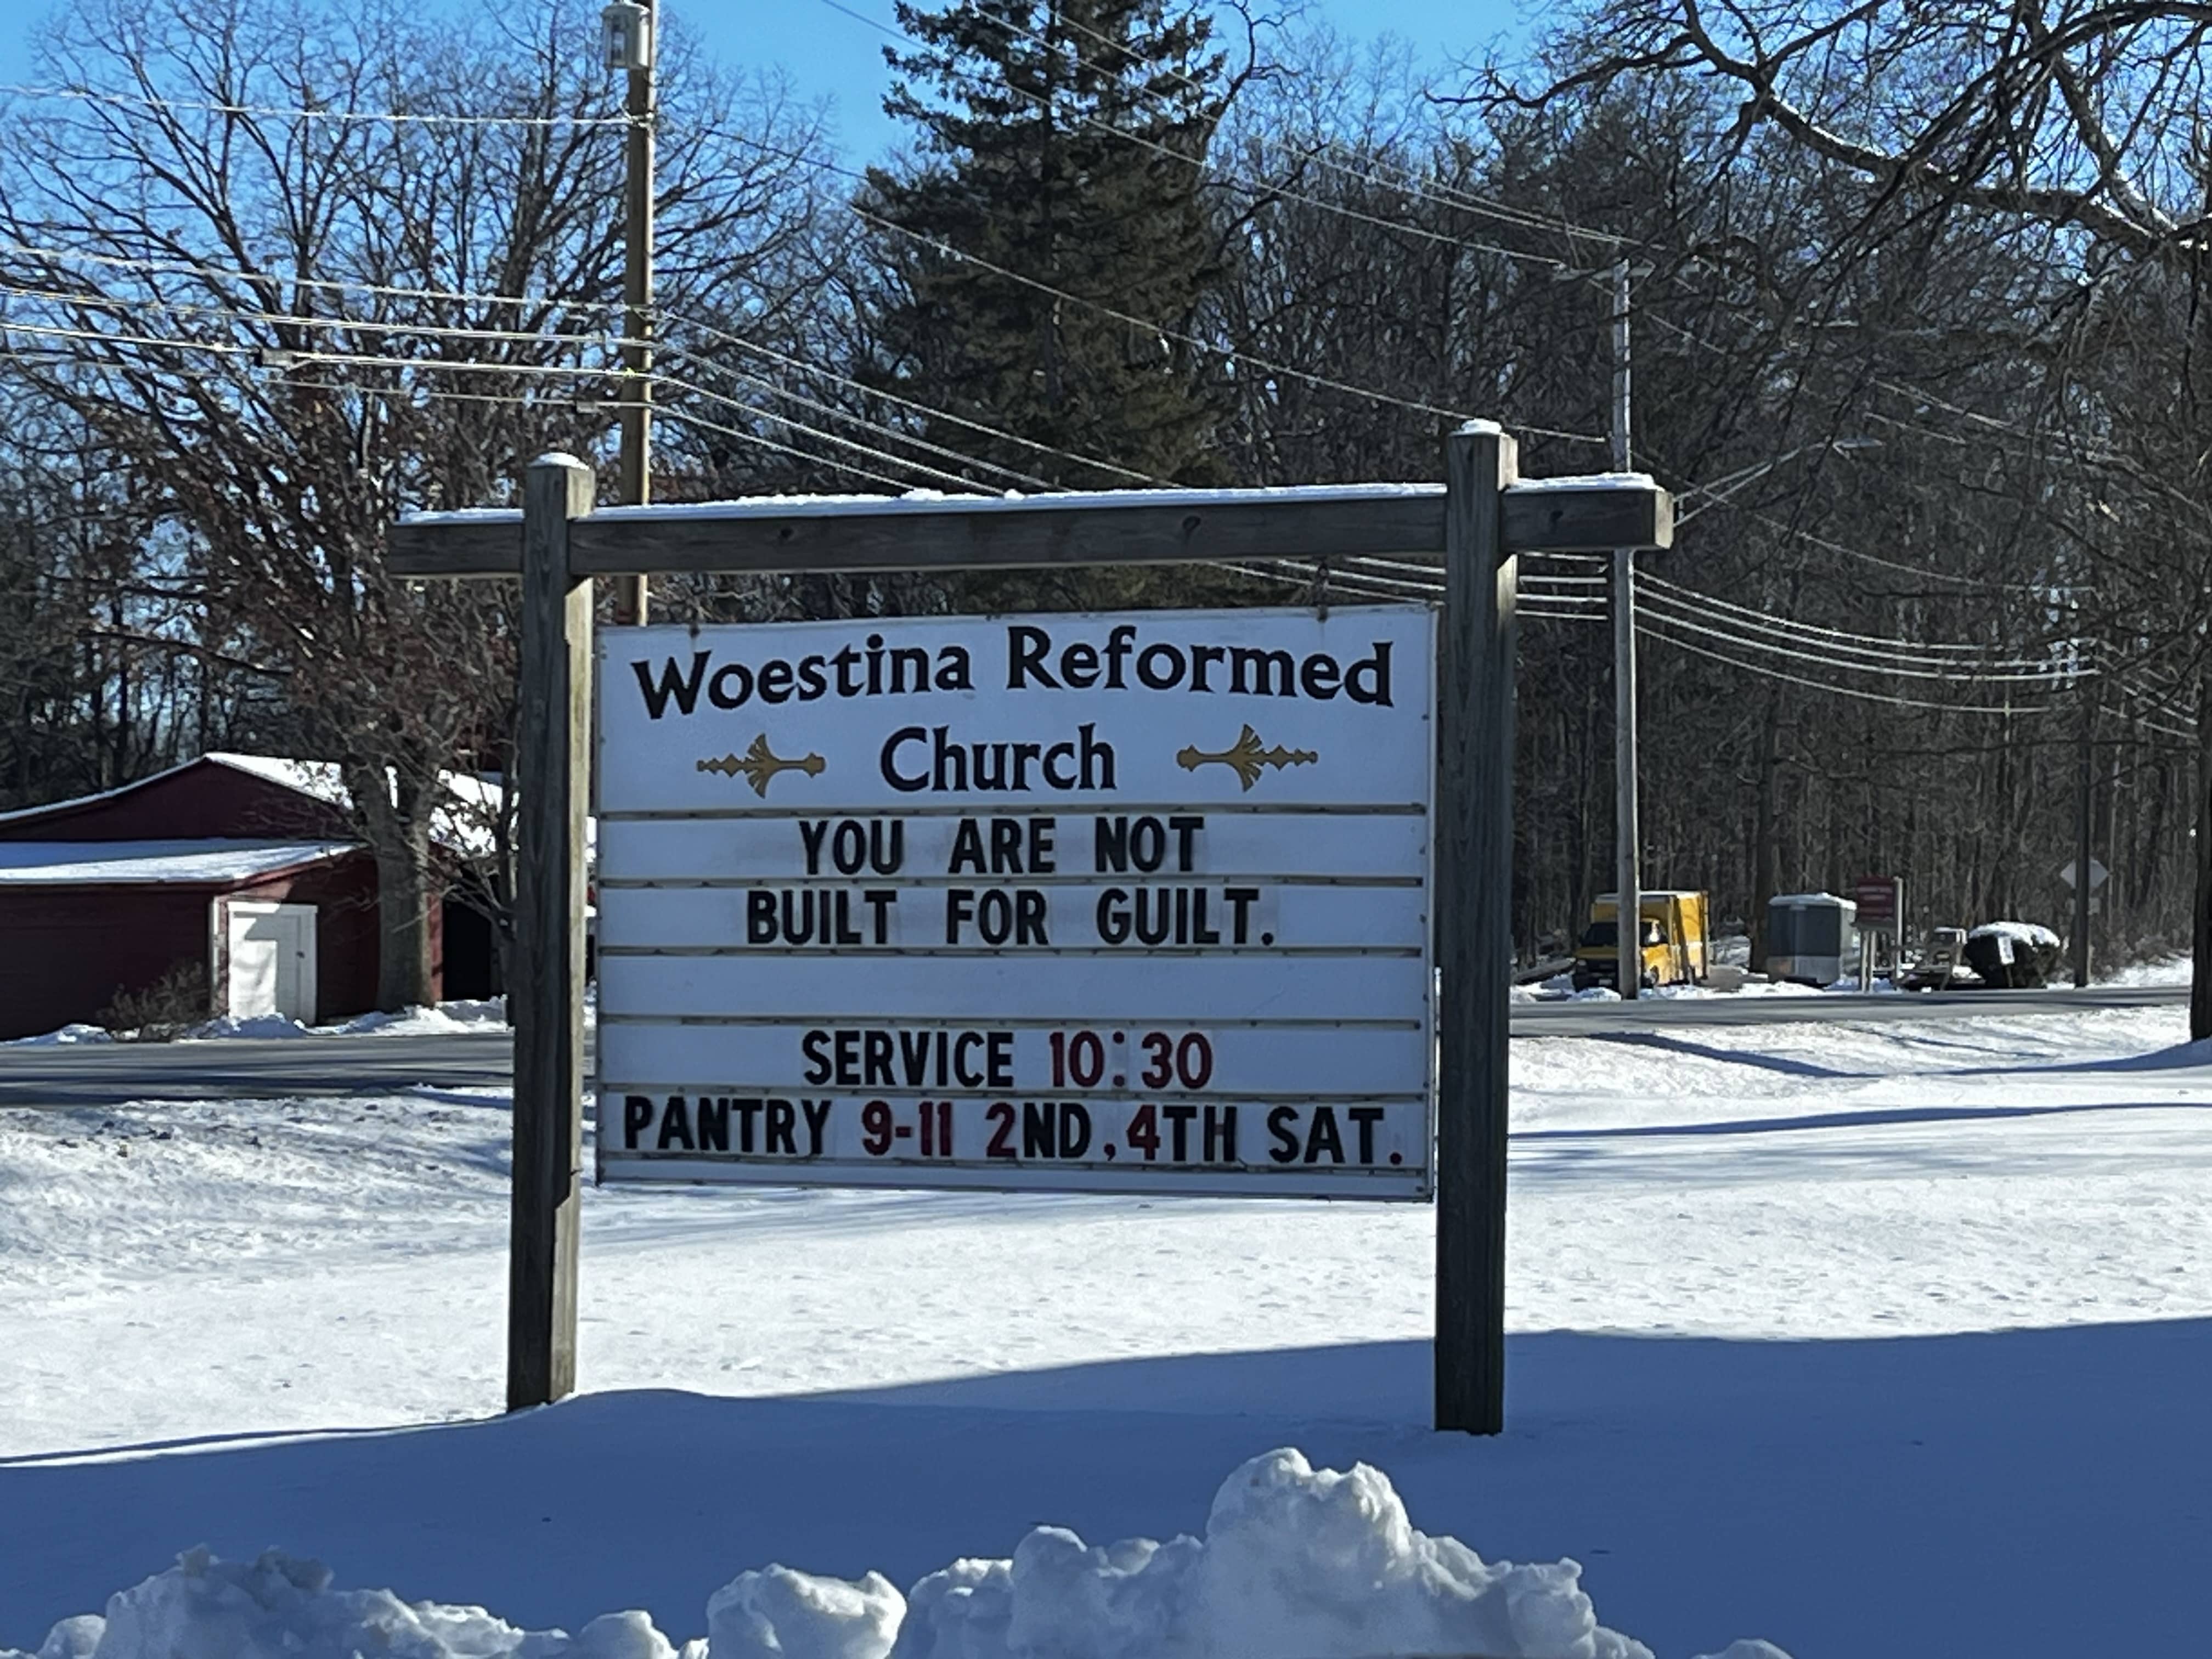 Woestina Reformed
Church
YOU ARE NOT
BUILT FOR GUILT.
SERVICE 10:30
PANTRY 9-11 2ND, 4TH SAT.